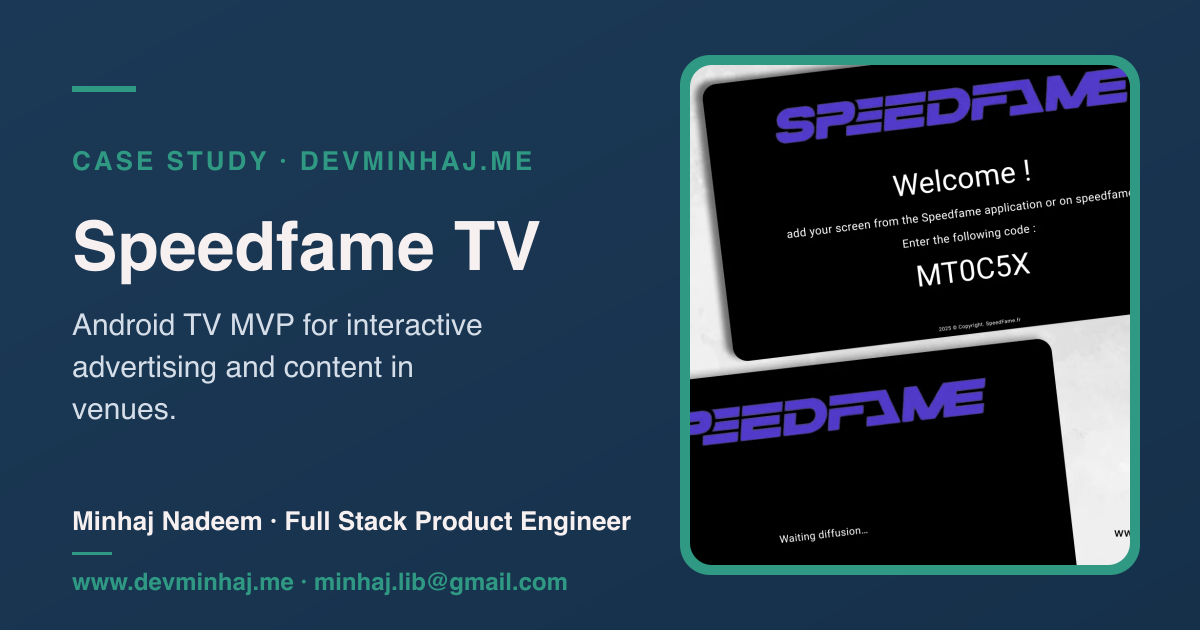 CASE STUDY · DEVMINHAJ.ME
Speedfame TV
Android TV MVP for interactive
advertising and content in
venues.
Minhaj Nadeem · Full Stack Product Engineer
www.devminhaj.me · minhaj.lib@gmail.com
SPEEDFAME
Welcome !
add your screen from the Speedfame application or on speedfame
Enter the following code :
MT0C5X
2025 © Copyright. SpeedFame.fr
PEEDFAME
Waiting diffusion...